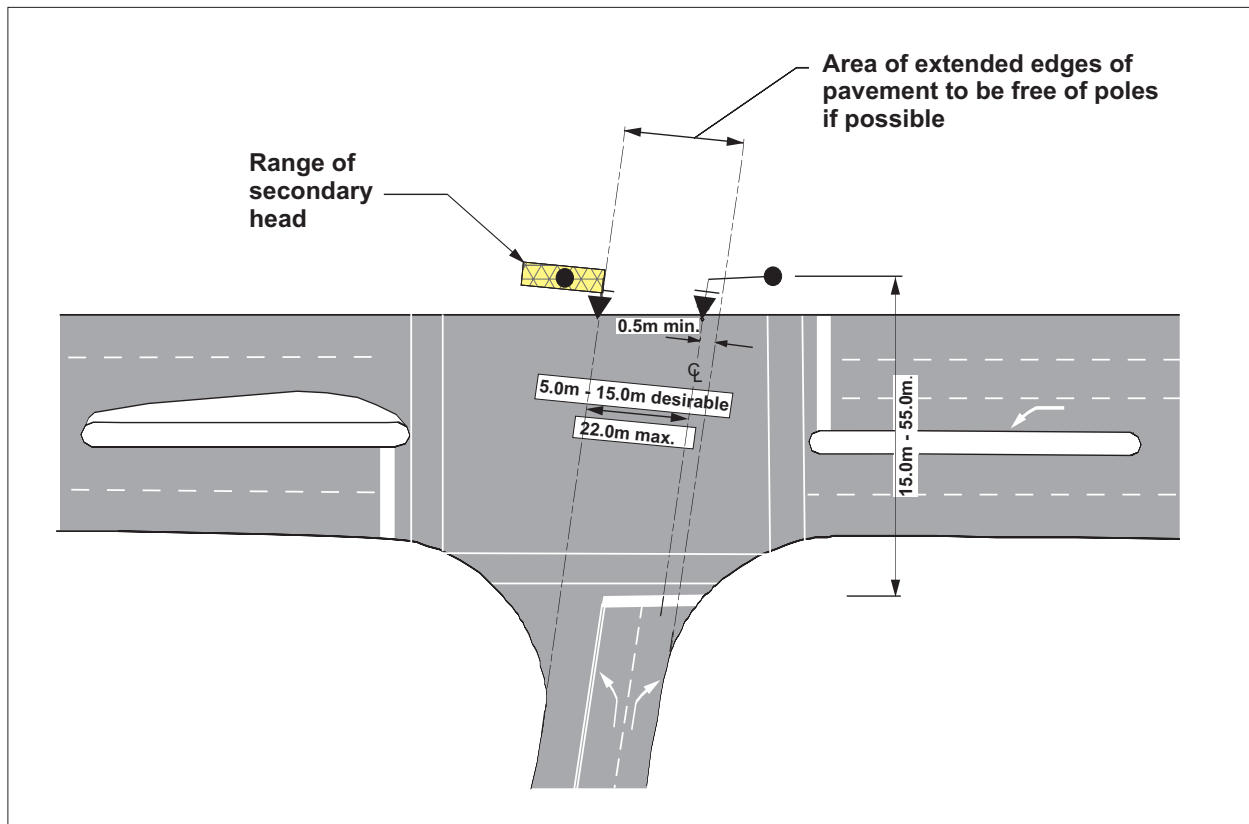 Area of extended edges of
pavement to be free of poles
if possible
Range of
secondary
head
0.5m min.
℄
5.0m - 15.0m desirable
22.0m max.
15.0m - 55.0m.